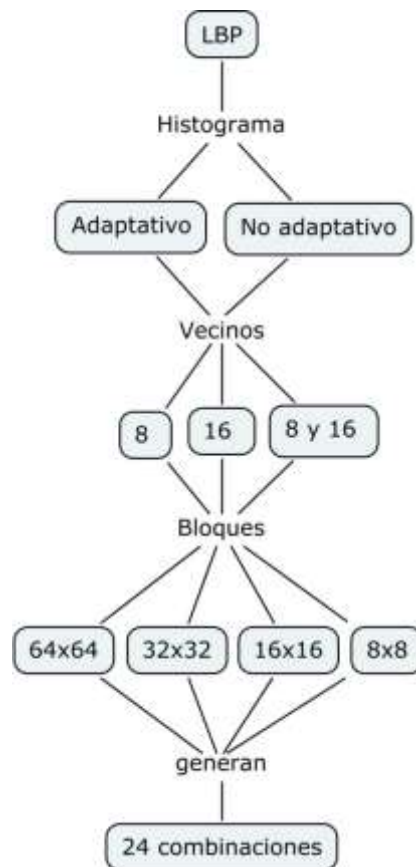 LBP
Histograma
Adaptativo
No adaptativo
Vecinos
8
16
8 y 16
Bloques
64x64
32x32
16x16
8x8
generan
24 combinaciones